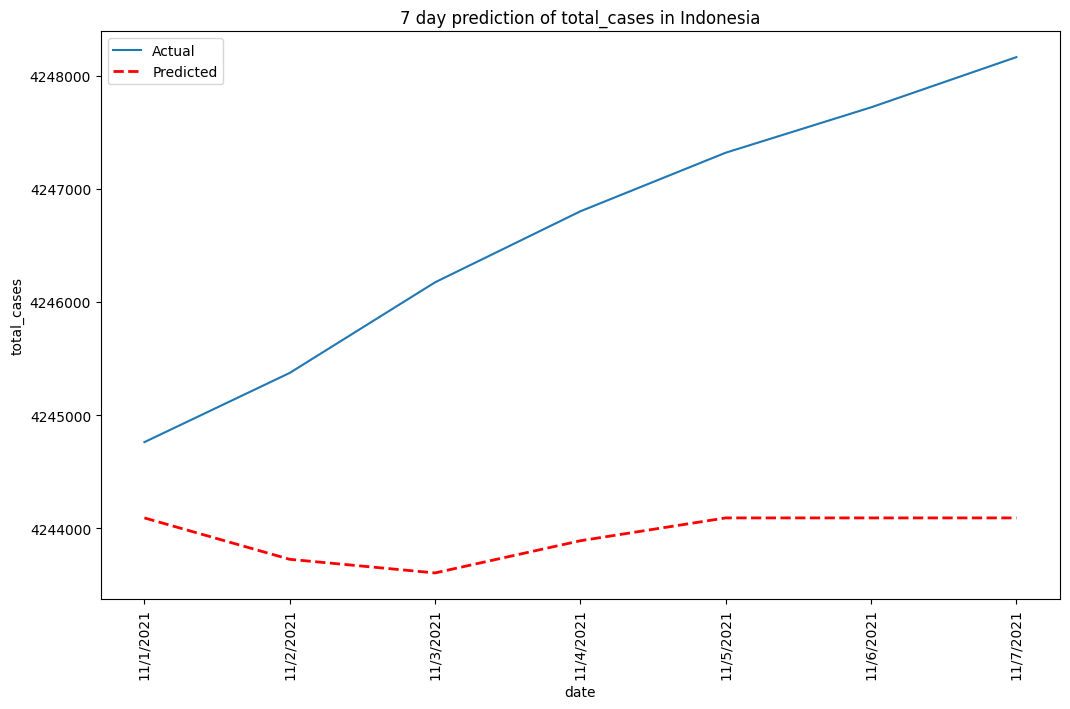 7 day prediction of total_cases in Indonesia
Actual
Predicted
4248000
4247000
4246000
4245000
4244000
total_cases
11/1/2021
11/2/2021
11/3/2021
11/4/2021
11/5/2021
11/6/2021
11/7/2021
date